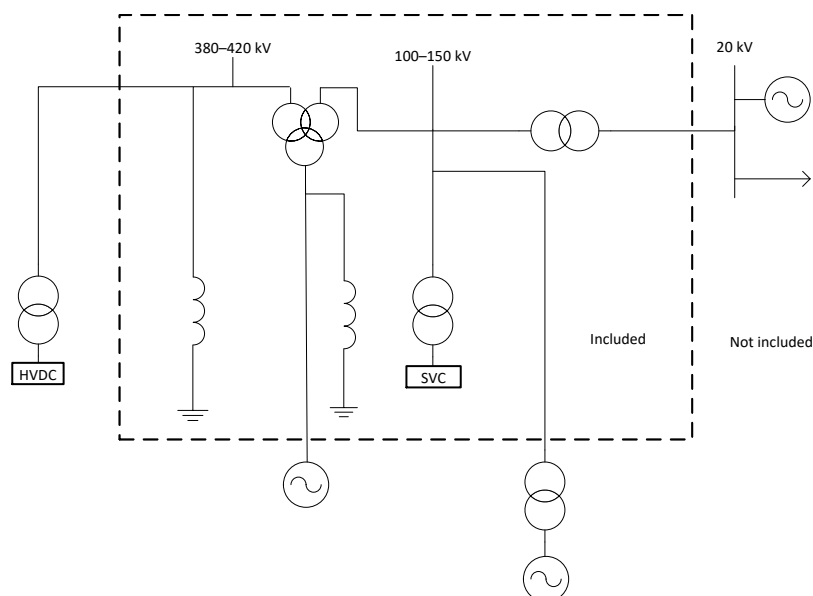 380–420 kV
100–150 kV
20 kV
Included
Not included
HVDC
SVC